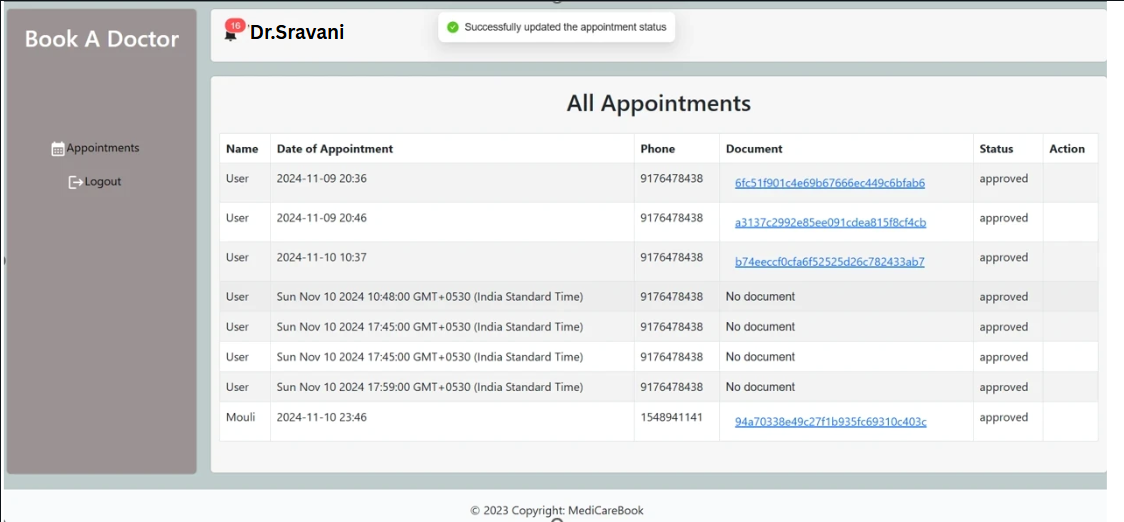 Book A Doctor
Appointments
Logout
16
Dr.Sravani
Successfully updated the appointment status
All Appointments
Name Date of Appointment Phone Document Status Action
User 2024-11-09 20:36 9176478438 6fc51f901c4e69b67666ec449c6bfab6 approved
User 2024-11-09 20:46 9176478438 a3137c2992e85ee091cdea815f8cf4cb approved
User 2024-11-10 10:37 9176478438 b74eeccf0cfa6f52525d26c782433ab7 approved
User Sun Nov 10 2024 10:48:00 GMT+0530 (India Standard Time) 9176478438 No document approved
User Sun Nov 10 2024 17:45:00 GMT+0530 (India Standard Time) 9176478438 No document approved
User Sun Nov 10 2024 17:45:00 GMT+0530 (India Standard Time) 9176478438 No document approved
User Sun Nov 10 2024 17:59:00 GMT+0530 (India Standard Time) 9176478438 No document approved
Mouli 2024-11-10 23:46 1548941141 94a70338e49c27f1b935fc69310c403c approved
© 2023 Copyright: MediCareBook